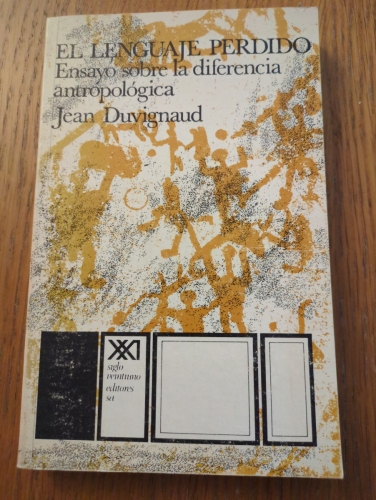 EL LENGUAJE PERDIDO
Ensayo sobre la diferencia
antropológica
Jean Duvignaud
XXI
siglo
veintiuno
editores
sa